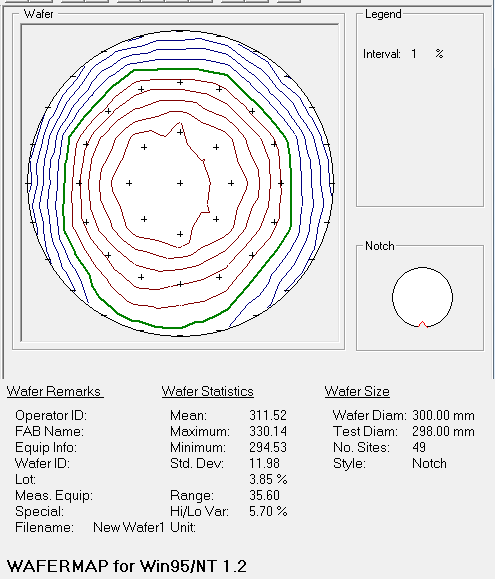 Wafer
Legend
Interval: 1 %
Notch
Wafer Remarks Wafer Statistics Wafer Size
Operator ID: Mean: 311.52 Wafer Diam: 300.00 mm
FAB Name: Maximum: 330.14 Test Diam: 298.00 mm
Equip Info: Minimum: 294.53 No. Sites: 49
Wafer ID: Std. Dev: 11.98 Style: Notch
Lot: 3.85 %
Meas. Equip: Range: 35.60
Special: Hi/Lo Var: 5.70 %
Filename: New Wafer1 Unit:
WAFERMAP for Win95/NT 1.2